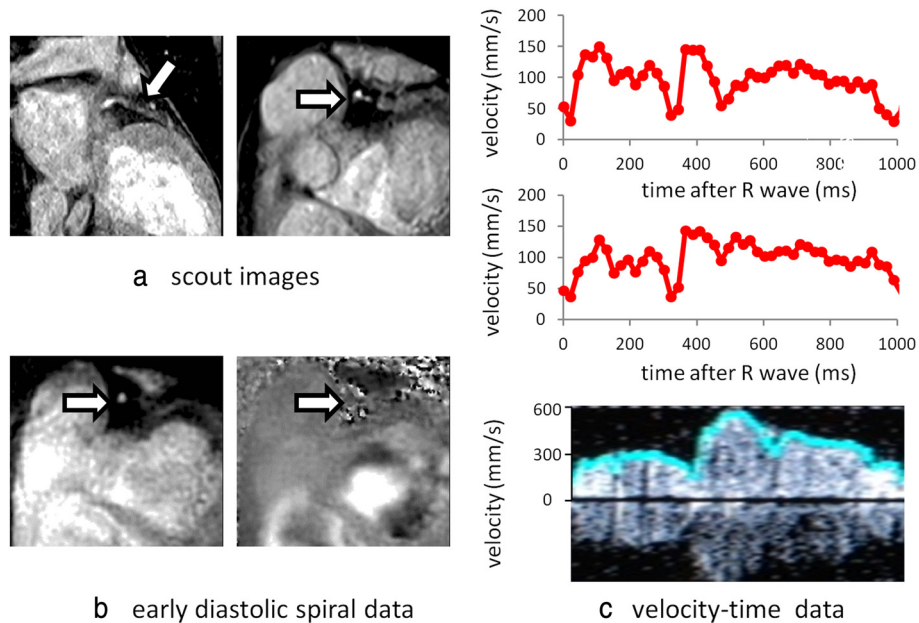 a scout images
b early diastolic spiral data
velocity (mm/s)
200
150
100
50
0
0 200 400 600 800 1000
time after R wave (ms)
velocity (mm/s)
200
150
100
50
0
0 200 400 600 800 1000
time after R wave (ms)
velocity (mm/s)
600
300
0
c velocity-time data